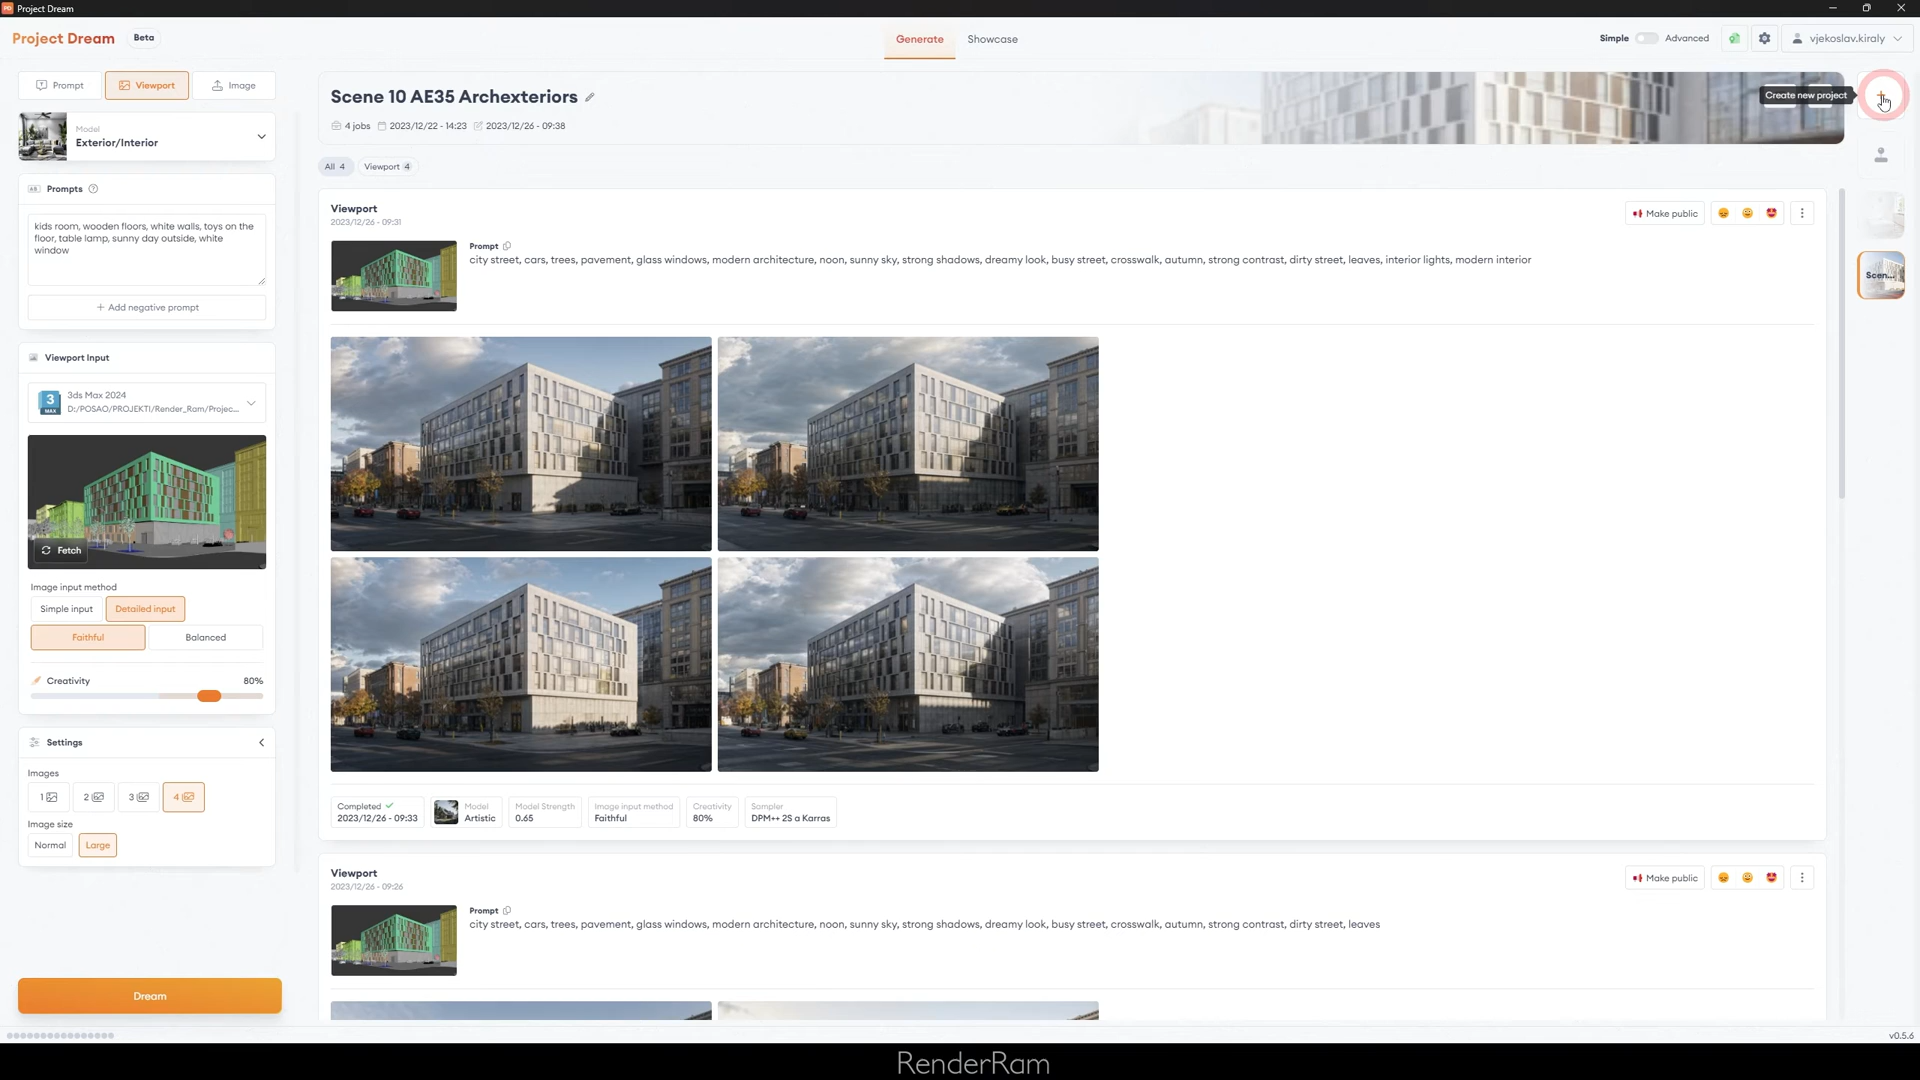 Project Dream
Project Dream Beta
Generate Showcase
Simple Advanced vjekoslav.kiraly
Prompt Viewport Image
Model
Exterior/Interior
Prompts
kids room, wooden floors, white walls, toys on the
floor, table lamp, sunny day outside, white
window
+ Add negative prompt
Viewport Input
3ds Max 2024
D:/POSAO/PROJEKTI/Render_Ram/Projec...
3
MAX
Fetch
Image input method
Simple input Detailed input
Faithful Balanced
Creativity 80%
Settings
Images
1 2 3 4
Image size
Normal Large
Dream
Scene 10 AE35 Archexteriors
4 jobs 2023/12/22 - 14:23 2023/12/26 - 09:38
Create new project
All 4 Viewport 4
Viewport
2023/12/26 - 09:31
Make public
Prompt
city street, cars, trees, pavement, glass windows, modern architecture, noon, sunny sky, strong shadows, dreamy look, busy street, crosswalk, autumn, strong contrast, dirty street, leaves, interior lights, modern interior
Completed
2023/12/26 - 09:33
Model
Artistic
Model Strength
0.65
Image input method
Faithful
Creativity
80%
Sampler
DPM++ 2S a Karras
Viewport
2023/12/26 - 09:26
Make public
Prompt
city street, cars, trees, pavement, glass windows, modern architecture, noon, sunny sky, strong shadows, dreamy look, busy street, crosswalk, autumn, strong contrast, dirty street, leaves
Scen...
v0.5.6
RenderRam